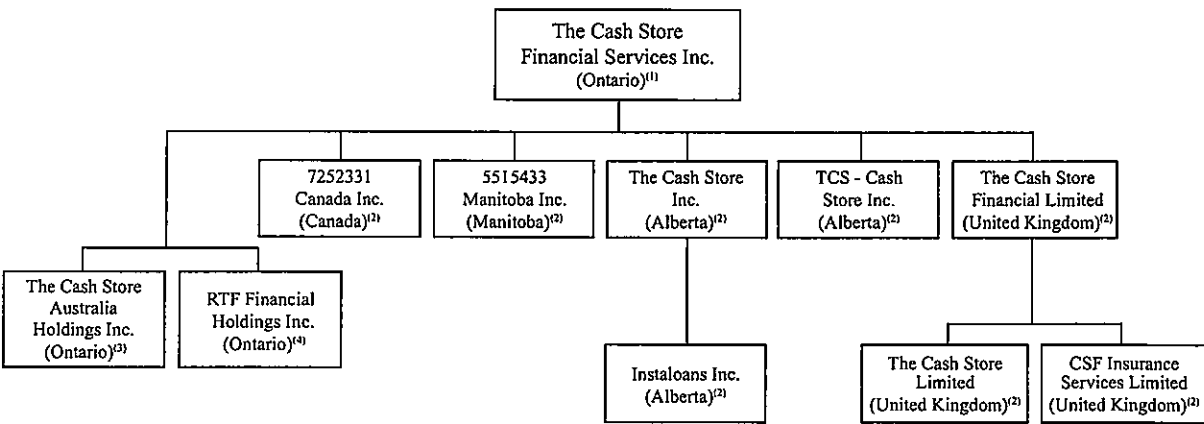 The Cash Store
Financial Services Inc.
(Ontario)(1)
7252331
Canada Inc.
(Canada)(2)
5515433
Manitoba Inc.
(Manitoba)(2)
The Cash Store
Inc.
(Alberta)(2)
TCS - Cash
Store Inc.
(Alberta)(2)
The Cash Store
Financial Limited
(United Kingdom)(2)
The Cash Store
Australia
Holdings Inc.
(Ontario)(3)
RTF Financial
Holdings Inc.
(Ontario)(4)
Instaloans Inc.
(Alberta)(2)
The Cash Store
Limited
(United Kingdom)(2)
CSF Insurance
Services Limited
(United Kingdom)(2)